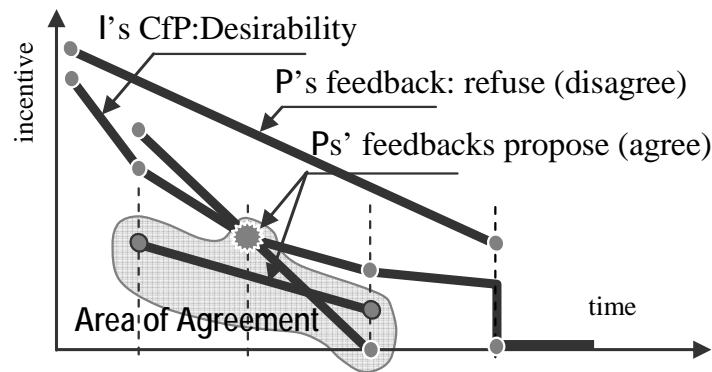 I's CfP:Desirability
P's feedback: refuse (disagree)
Ps' feedbacks propose (agree)
incentive
Area of Agreement
time